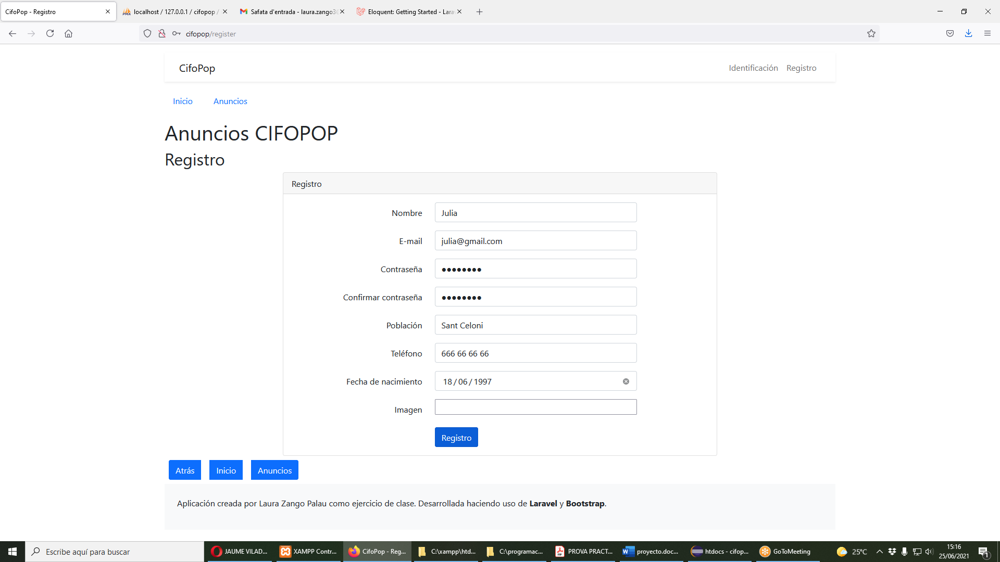 CifoPop - Registro
localhost / 127.0.0.1 / cifopop /
Safata d'entrada - laura.zango30
Eloquent: Getting Started - Lara
cifopop/register
CifoPop
Identificación Registro
Inicio Anuncios
Anuncios CIFOPOP
Registro
Registro
Nombre Julia
E-mail julia@gmail.com
Contraseña ●●●●●●●●
Confirmar contraseña ●●●●●●●●
Población Sant Celoni
Teléfono 666 66 66 66
Fecha de nacimiento 18 / 06 / 1997
Imagen
Registro
Atrás Inicio Anuncios
Aplicación creada por Laura Zango Palau como ejercicio de clase. Desarrollada haciendo uso de Laravel y Bootstrap.
Escribe aquí para buscar
JAUME VILAD...
XAMPP Contr...
CifoPop - Reg...
C:\xampp\htd...
C:\programac...
PROVA PRACT...
proyecto.doc...
htdocs - cifop...
GoToMeeting
25°C
15:16
25/06/2021
1